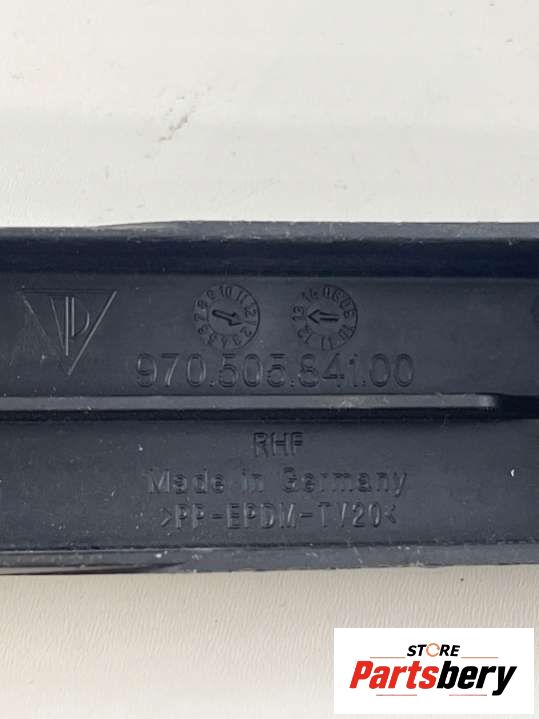 970.505.841.00
RHF
Made in Germany
>PP-EPDM-TV20<
STORE
Partsbery